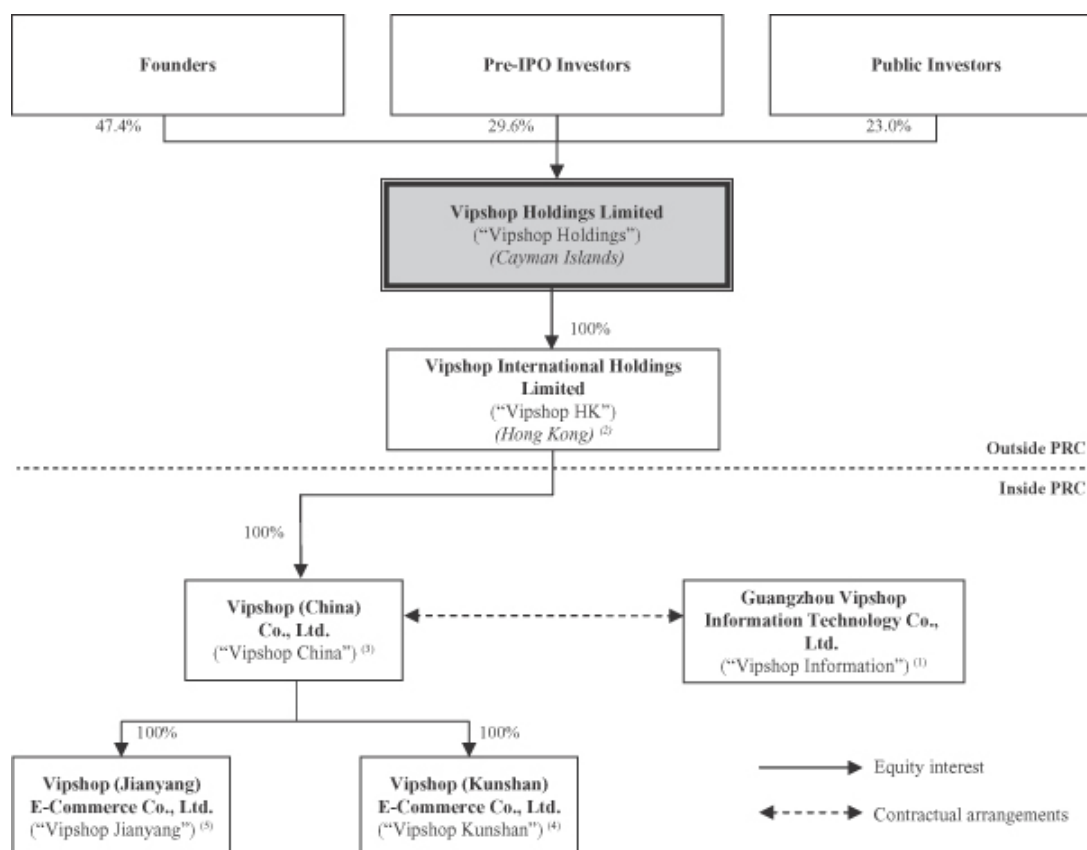 Founders
Pre-IPO Investors
Public Investors
47.4%
29.6%
23.0%
Vipshop Holdings Limited
(“Vipshop Holdings”)
(Cayman Islands)
100%
Vipshop International Holdings
Limited
(“Vipshop HK”)
(Hong Kong) (2)
Outside PRC
Inside PRC
100%
Vipshop (China)
Co., Ltd.
(“Vipshop China”) (3)
Guangzhou Vipshop
Information Technology Co.,
Ltd.
(“Vipshop Information”) (1)
100%
100%
Vipshop (Jianyang)
E-Commerce Co., Ltd.
(“Vipshop Jianyang”) (5)
Vipshop (Kunshan)
E-Commerce Co., Ltd.
(“Vipshop Kunshan”) (4)
Equity interest
Contractual arrangements